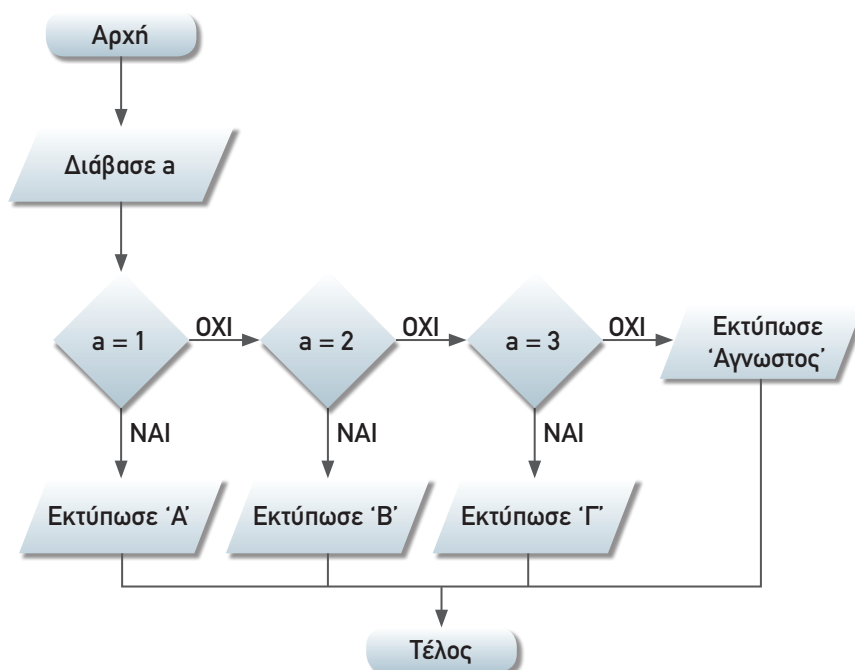 Αρχή
Διάβασε a
a = 1
ΟΧΙ
a = 2
ΟΧΙ
a = 3
ΟΧΙ
Εκτύπωσε
‘Αγνωστος’
ΝΑΙ
ΝΑΙ
ΝΑΙ
Εκτύπωσε ‘Α’
Εκτύπωσε ‘Β’
Εκτύπωσε ‘Γ’
Τέλος